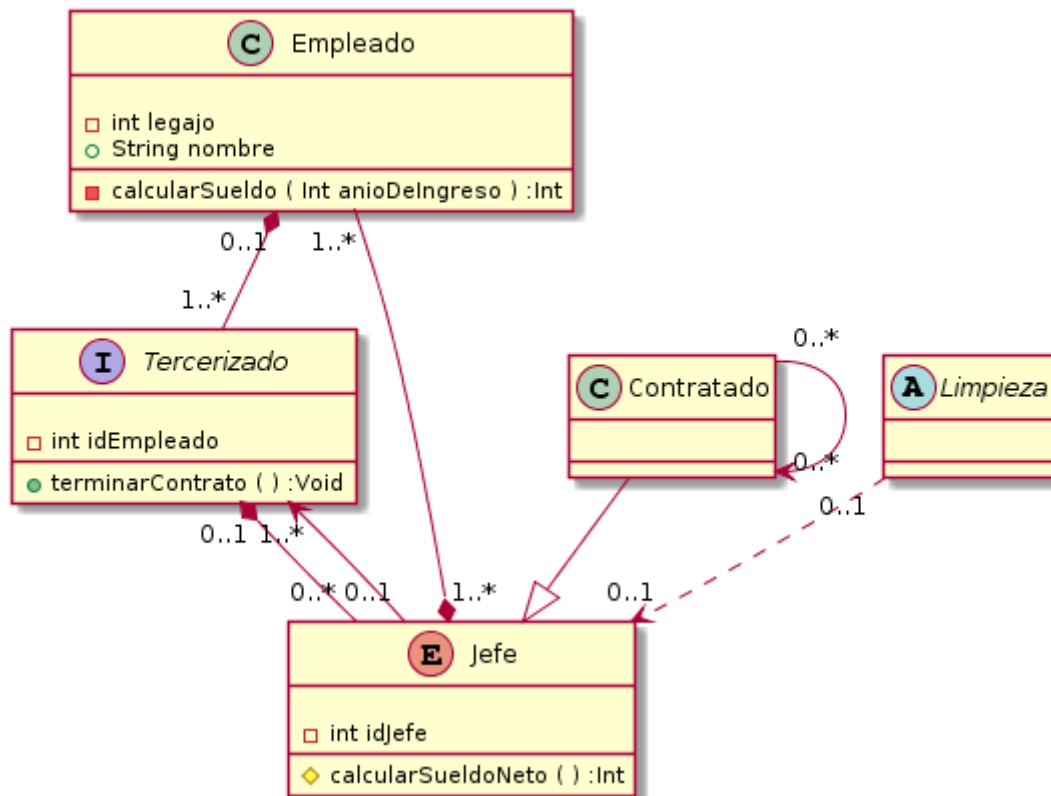 C Empleado
int legajo
String nombre
calcularSueldo ( Int anioDeIngreso ) :Int
0..1
1..*
1..*
I Tercerizado
int idEmpleado
terminarContrato ( ) :Void
C Contratado
0..*
0..*
A Limpieza
0..1
1..*
0..1
0..*
0..1
1..*
0..1
E Jefe
int idJefe
calcularSueldoNeto ( ) :Int